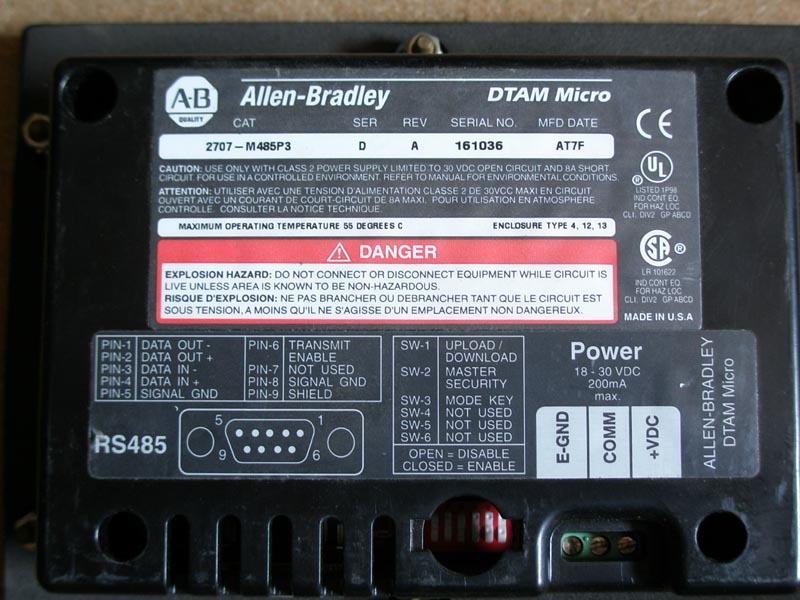 A-B
QUALITY
Allen-Bradley DTAM Micro
CAT SER REV SERIAL NO. MFD DATE
2707-M485P3 D A 161036 AT7F
CAUTION: USE ONLY WITH CLASS 2 POWER SUPPLY LIMITED TO 30 VDC OPEN CIRCUIT AND 8A SHORT
CIRCUIT FOR USE IN A CONTROLLED ENVIRONMENT. REFER TO MANUAL FOR ENVIRONMENTAL CONDITIONS.
ATTENTION: UTILISER AVEC UNE TENSION D'ALIMENTATION CLASSE 2 DE 30VCC MAXI EN CIRCUIT
OUVERT AVEC UN COURANT DE COURT-CIRCUIT DE 8A MAXI. POUR UTILISATION EN ATMOSPHERE
CONTROLLE. CONSULTER LA NOTICE TECHNIQUE.
MAXIMUM OPERATING TEMPERATURE 55 DEGREES C ENCLOSURE TYPE 4, 12, 13
DANGER
EXPLOSION HAZARD: DO NOT CONNECT OR DISCONNECT EQUIPMENT WHILE CIRCUIT IS
LIVE UNLESS AREA IS KNOWN TO BE NON-HAZARDOUS.
RISQUE D'EXPLOSION: NE PAS BRANCHER OU DEBRANCHER TANT QUE LE CIRCUIT EST
SOUS TENSION, A MOINS QU'IL NE S'AGISSE D'UN EMPLACEMENT NON DANGEREUX.
CE
UL ®
LISTED 1P98
IND CONT EQ.
FOR HAZ LOC
CLI. DIV2 GP ABCD
SA ®
LR 101622
IND CONT EQ.
FOR HAZ LOC
CLI. DIV2 GP ABCD
MADE IN U.S.A
PIN-1 DATA OUT -
PIN-2 DATA OUT +
PIN-3 DATA IN -
PIN-4 DATA IN +
PIN-5 SIGNAL GND
PIN-6 TRANSMIT
ENABLE
PIN-7 NOT USED
PIN-8 SIGNAL GND
PIN-9 SHIELD
RS485
5 1
9 6
SW-1 UPLOAD /
DOWNLOAD
SW-2 MASTER
SECURITY
SW-3 MODE KEY
SW-4 NOT USED
SW-5 NOT USED
SW-6 NOT USED
OPEN = DISABLE
CLOSED = ENABLE
Power
18 - 30 VDC
200mA
max.
E-GND
COMM
+VDC
ALLEN-BRADLEY
DTAM Micro